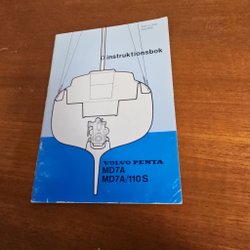 instruktionsbok
VOLVO PENTA
MD7A
MD7A/110S